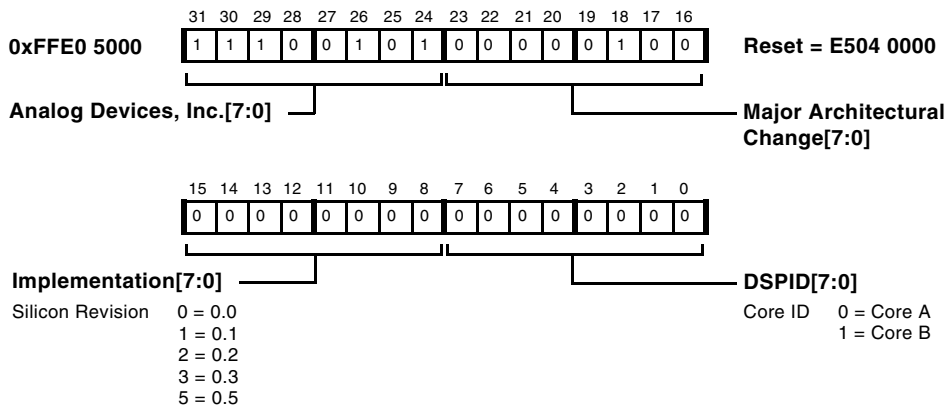 31 30 29 28 27 26 25 24 23 22 21 20 19 18 17 16
0xFFE0 5000 1 1 1 0 0 1 0 1 0 0 0 0 0 1 0 0 Reset = E504 0000
Analog Devices, Inc.[7:0] Major Architectural
Change[7:0]
15 14 13 12 11 10 9 8 7 6 5 4 3 2 1 0
0 0 0 0 0 0 0 0 0 0 0 0 0 0 0 0
Implementation[7:0] DSPID[7:0]
Silicon Revision 0 = 0.0 Core ID 0 = Core A
1 = 0.1 1 = Core B
2 = 0.2
3 = 0.3
5 = 0.5